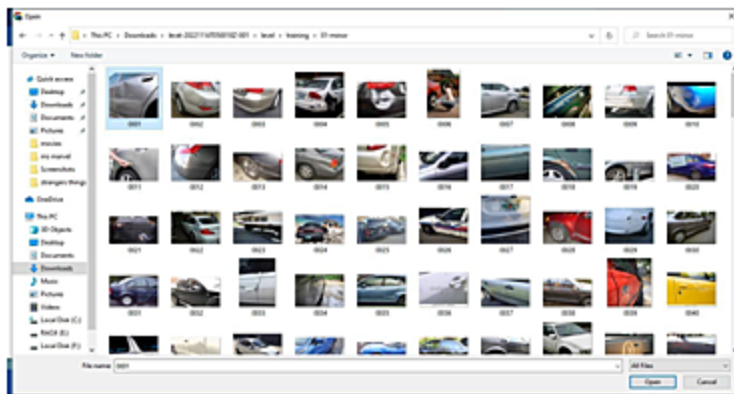 Open
This PC > Downloads > level-20221114T050010Z-001 > level > training > 01-minor
Search 01-minor
Organize
New folder
Quick access
Desktop
Downloads
Documents
Pictures
movies
ms marvel
Screenshots
strangers things
OneDrive
This PC
3D Objects
Desktop
Documents
Downloads
Music
Pictures
Videos
Local Disk (C:)
Local Disk (F:)
0001 0002 0003 0004 0005 0006 0007 0008 0009 0010
0011 0012 0013 0014 0015 0016 0017 0018 0019 0020
0021 0022 0023 0024 0025 0026 0027 0028 0029 0030
0031 0032 0033 0034 0035 0036 0037 0038 0039 0040
File name: 0001
All Files
Open
Cancel